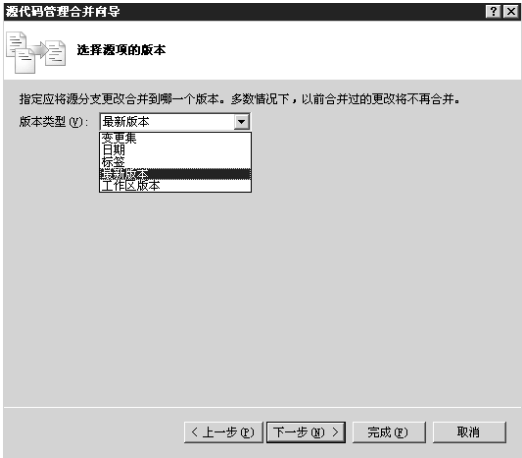 源代码管理合并向导
选择源项的版本
指定应将源分支更改合并到哪一个版本。多数情况下，以前合并过的更改将不再合并。
版本类型(V): 最新版本
变更集
日期
标签
最新版本
工作区版本
< 上一步(P) 下一步(N) > 完成(F) 取消